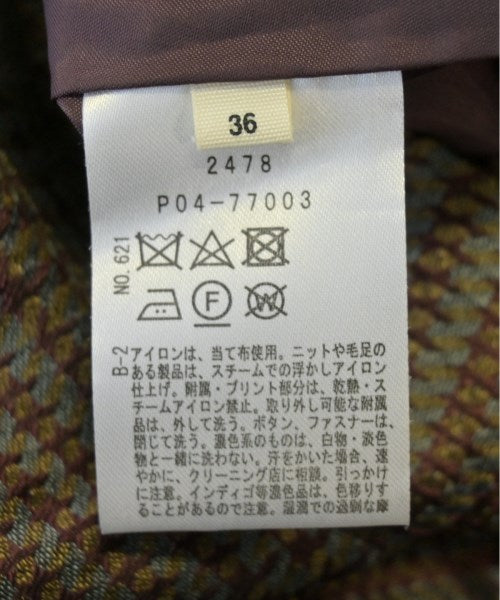 36
2478
P04-77003
NO.621
F
W
B-2
アイロンは、当て布使用。ニットや毛足の
ある製品は、スチームでの浮かしアイロン
仕上げ。附属・プリント部分は、乾熱・ス
チームアイロン禁止。取り外し可能な附属
品は、外して洗う。ボタン、ファスナーは、
閉じて洗う。濃色系のものは、白物・淡色
物と一緒に洗わない。汗をかいた場合、速
やかに、クリーニング店に相談。引っかけ
に注意。インディゴ等濃色品は、色移りす
ることがあるので注意。湿潤での過剰な摩